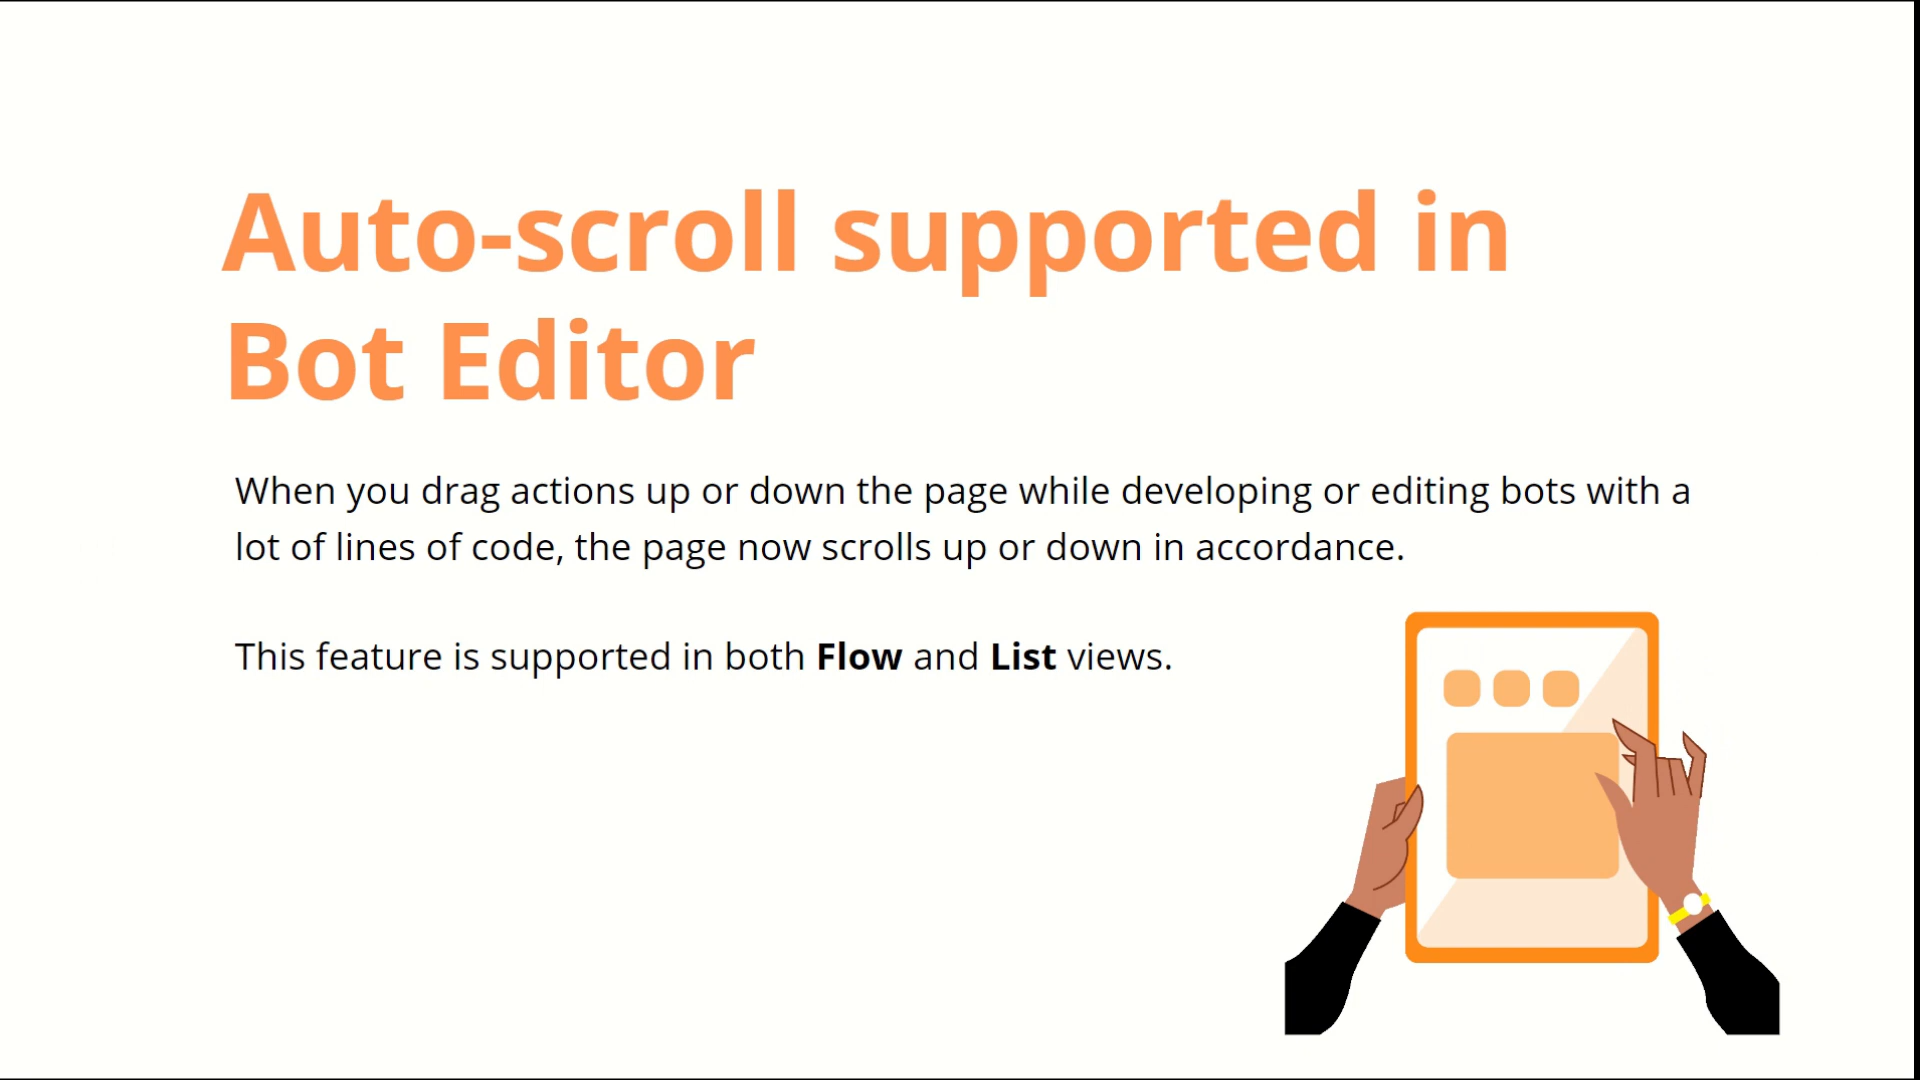 Auto-scroll supported in
Bot Editor
When you drag actions up or down the page while developing or editing bots with a
lot of lines of code, the page now scrolls up or down in accordance.
This feature is supported in both Flow and List views.